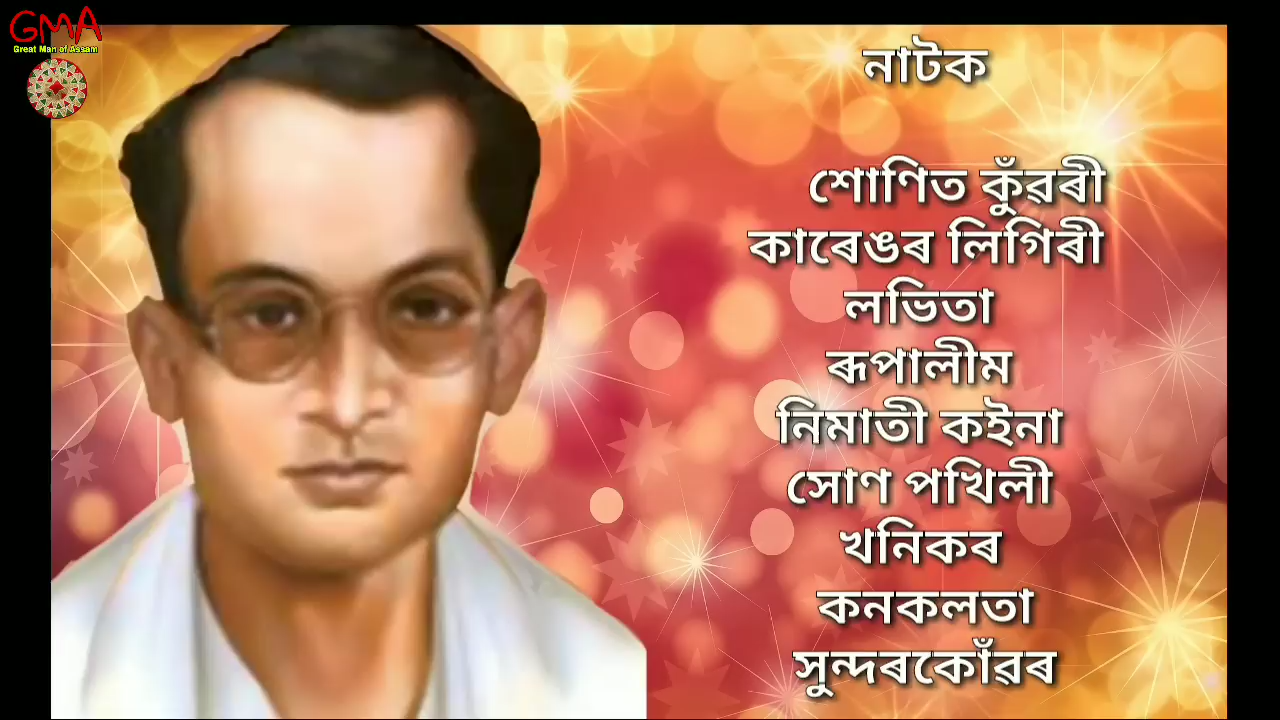 GMA
Great Man of Assam
নাটক
শোণিত কুঁৱৰী
কাৰেঙৰ লিগিৰী
লভিতা
ৰূপালীম
নিমাতী কইনা
সোণ পখিলী
খনিকৰ
কনকলতা
সুন্দৰকোঁৱৰ